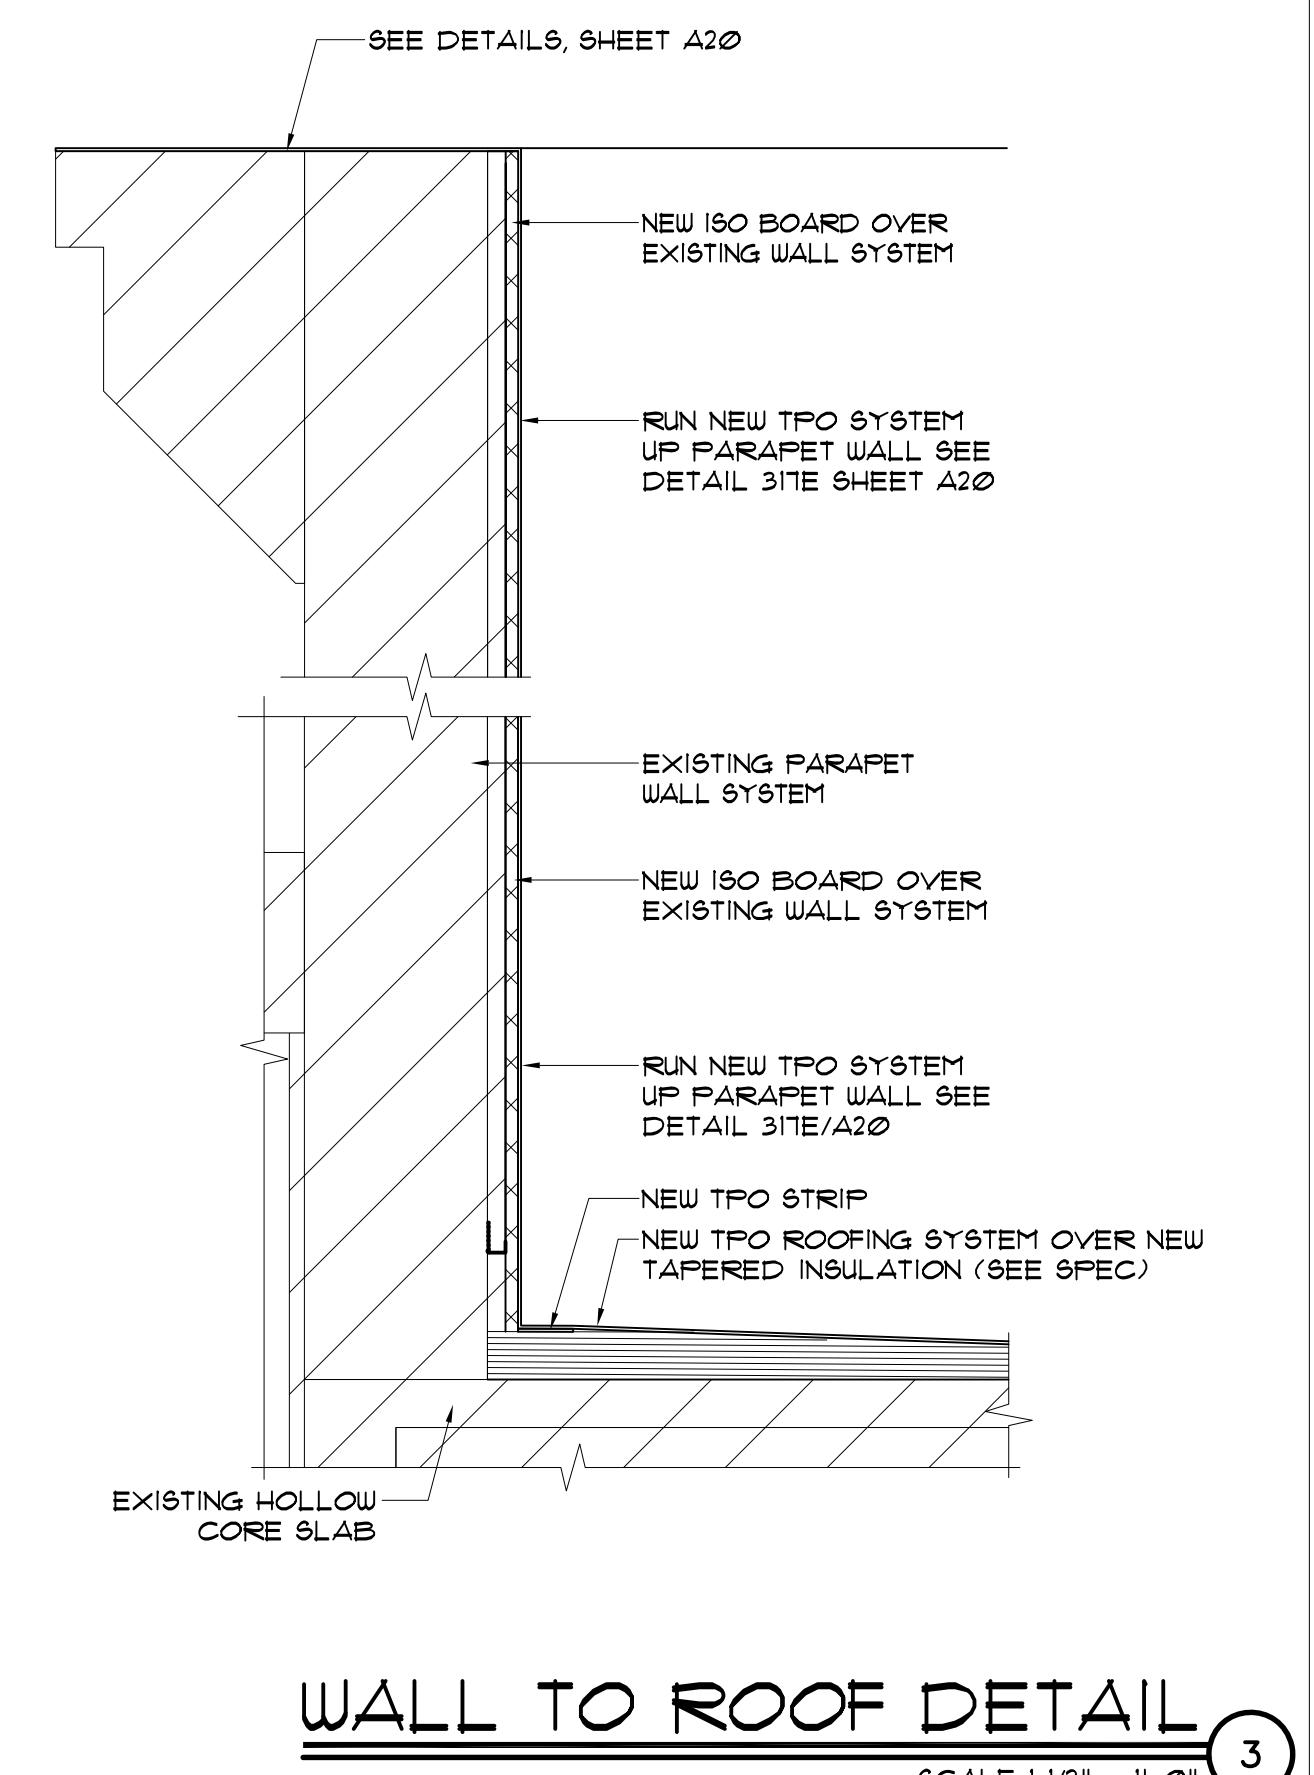 SEE DETAILS, SHEET A20
NEW ISO BOARD OVER
EXISTING WALL SYSTEM
RUN NEW TPO SYSTEM
UP PARAPET WALL SEE
DETAIL 317E SHEET A20
EXISTING PARAPET
WALL SYSTEM
NEW ISO BOARD OVER
EXISTING WALL SYSTEM
RUN NEW TPO SYSTEM
UP PARAPET WALL SEE
DETAIL 317E/A20
NEW TPO STRIP
NEW TPO ROOFING SYSTEM OVER NEW
TAPERED INSULATION (SEE SPEC)
EXISTING HOLLOW
CORE SLAB
WALL TO ROOF DETAIL
3